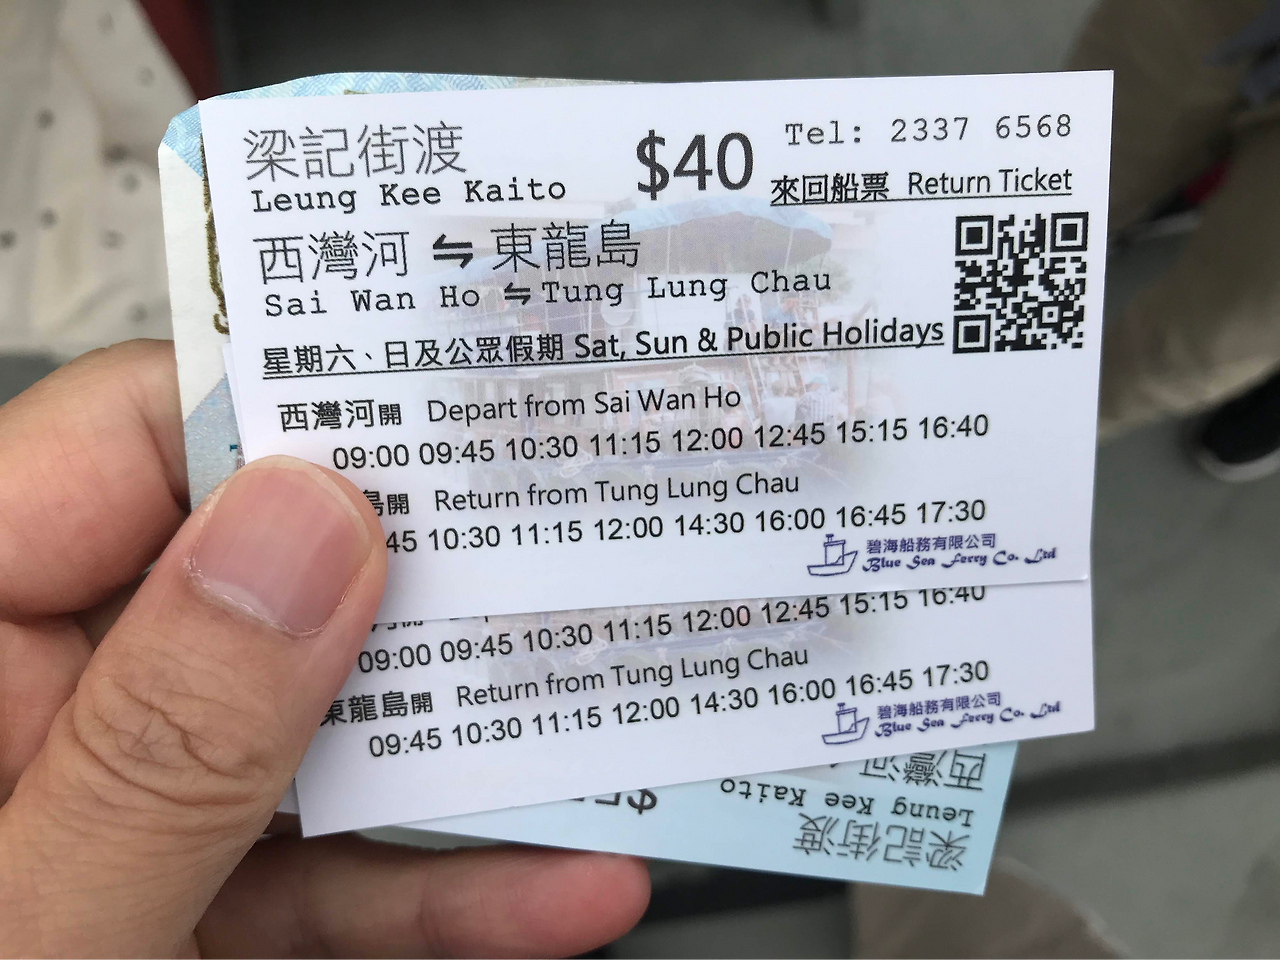 梁記街渡
Leung Kee Kaito
$40
Tel: 2337 6568
來回船票 Return Ticket
西灣河 ⇋ 東龍島
Sai Wan Ho ⇋ Tung Lung Chau
星期六、日及公眾假期 Sat, Sun & Public Holidays
西灣河開 Depart from Sai Wan Ho
09:00 09:45 10:30 11:15 12:00 12:45 15:15 16:40
島開 Return from Tung Lung Chau
45 10:30 11:15 12:00 14:30 16:00 16:45 17:30
碧海船務有限公司
Blue Sea Ferry Co. Ltd
09:00 09:45 10:30 11:15 12:00 12:45 15:15 16:40
東龍島開 Return from Tung Lung Chau
09:45 10:30 11:15 12:00 14:30 16:00 16:45 17:30
碧海船務有限公司
Blue Sea Ferry Co. Ltd
西灣河
Leung Kee Kaito
梁記街渡